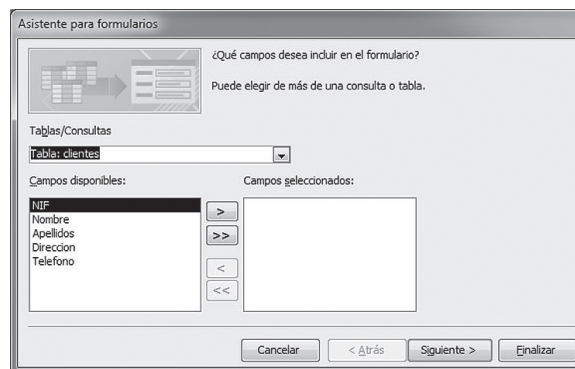 Asistente para formularios
¿Qué campos desea incluir en el formulario?
Puede elegir de más de una consulta o tabla.
Tablas/Consultas
Tabla: clientes
Campos disponibles:
Campos seleccionados:
NIF
Nombre
Apellidos
Direccion
Telefono
>
>>
<
<<
Cancelar
< Atrás
Siguiente >
Finalizar